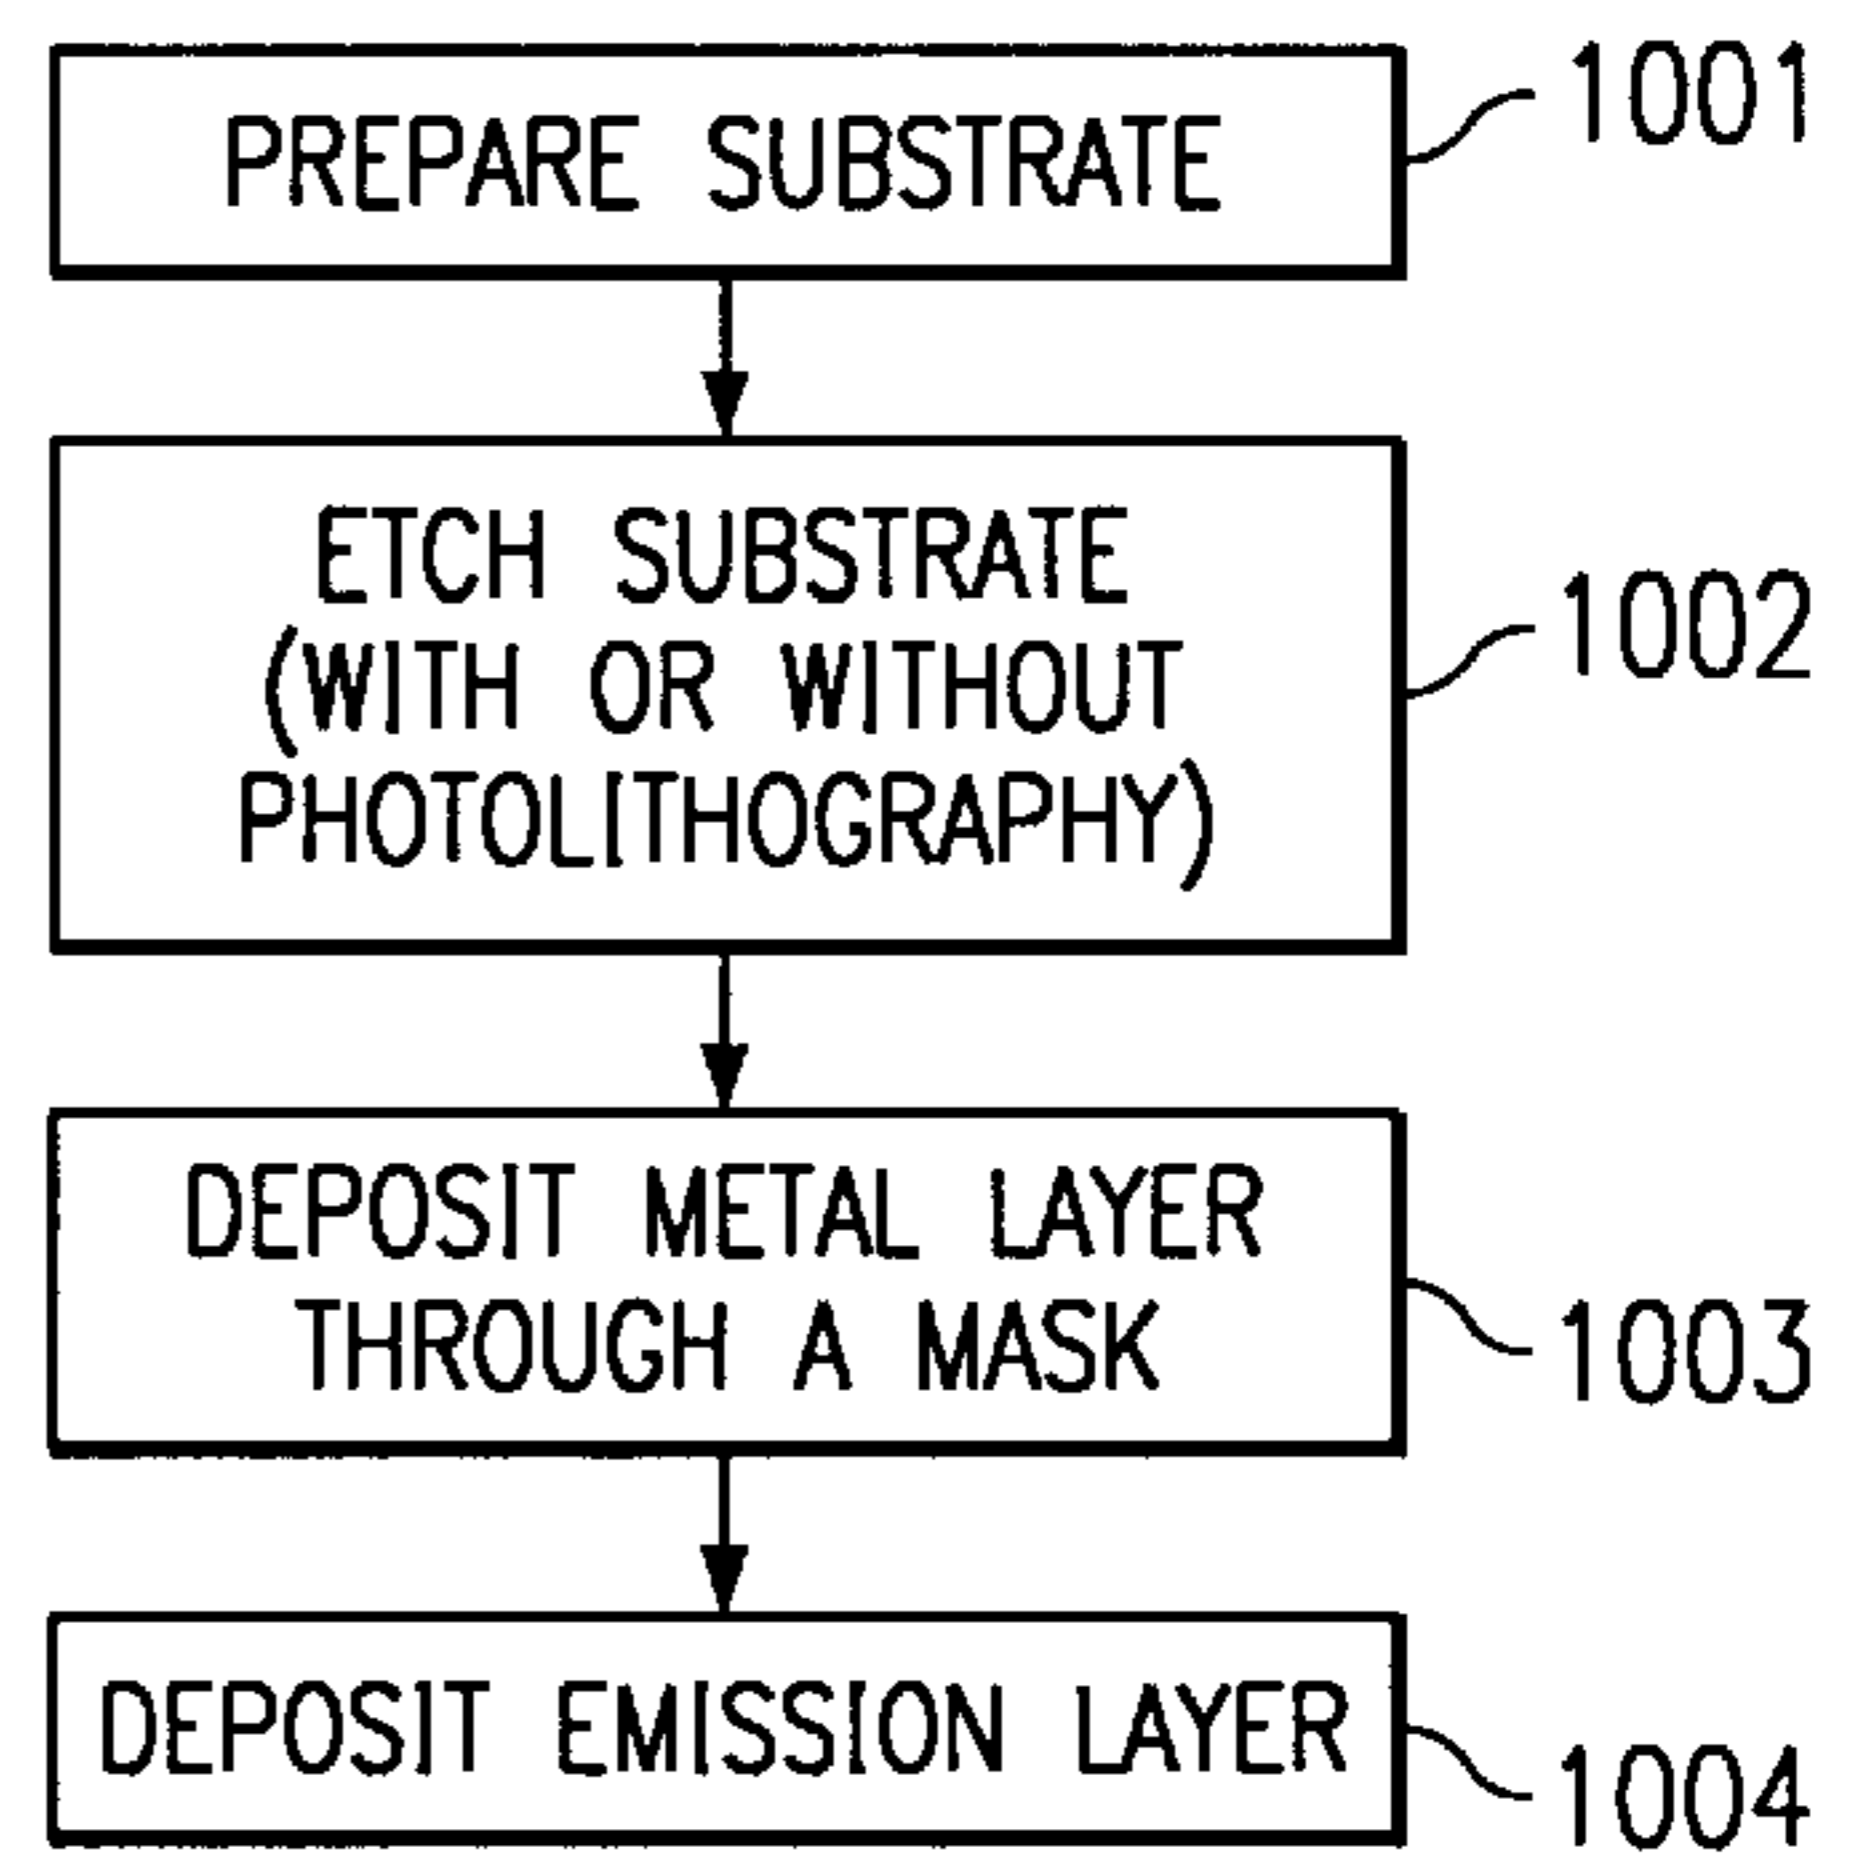 PREPARE SUBSTRATE
1001
ETCH SUBSTRATE
(WITH OR WITHOUT
PHOTOLITHOGRAPHY)
1002
DEPOSIT METAL LAYER
THROUGH A MASK
1003
DEPOSIT EMISSION LAYER
1004